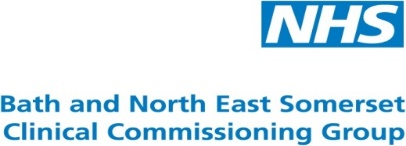 NHS
Bath and North East Somerset
Clinical Commissioning Group